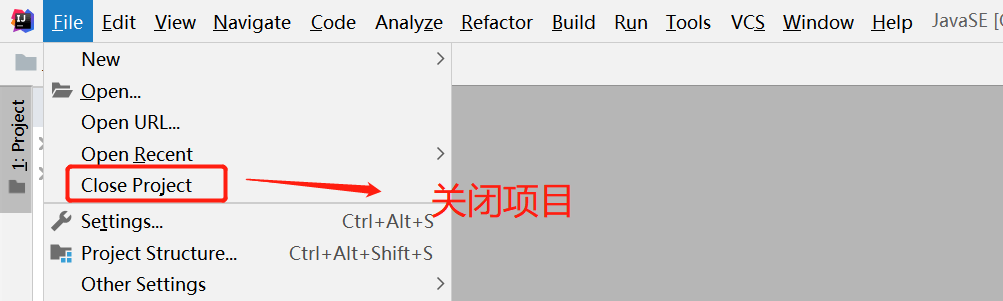 IJ
File Edit View Navigate Code Analyze Refactor Build Run Tools VCS Window Help JavaSE [
New
Open...
Open URL...
Open Recent
Close Project
关闭项目
Settings... Ctrl+Alt+S
Project Structure... Ctrl+Alt+Shift+S
Other Settings
1: Project